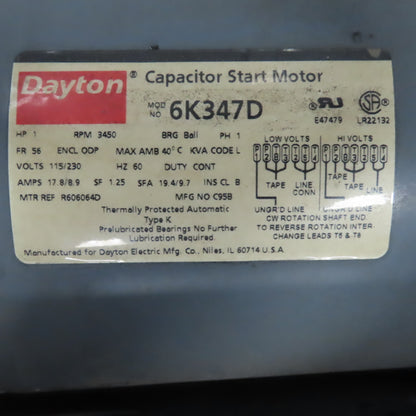 Dayton® Capacitor Start Motor
MOD NO. 6K347D
E47479 LR22132
HP 1 RPM 3450 BRG Ball PH 1
FR 56 ENCL ODP MAX AMB 40°C KVA CODE L
VOLTS 115/230 HZ 60 DUTY CONT
AMPS 17.8/8.9 SF 1.25 SFA 19.4/9.7 INS CL B
MTR REF R606064D MFG NO C95B
Thermally Protected Automatic
Type K
Prelubricated Bearings No Further
Lubrication Required.
Manufactured for Dayton Electric Mfg. Co., Niles, IL 60714 U.S.A.
LOW VOLTS HI VOLTS
TAPE LINE CONN TAPE TAPE LINE
UNGR'D LINE
CW ROTATION SHAFT END.
TO REVERSE ROTATION INTER-
CHANGE LEADS T5 & T8